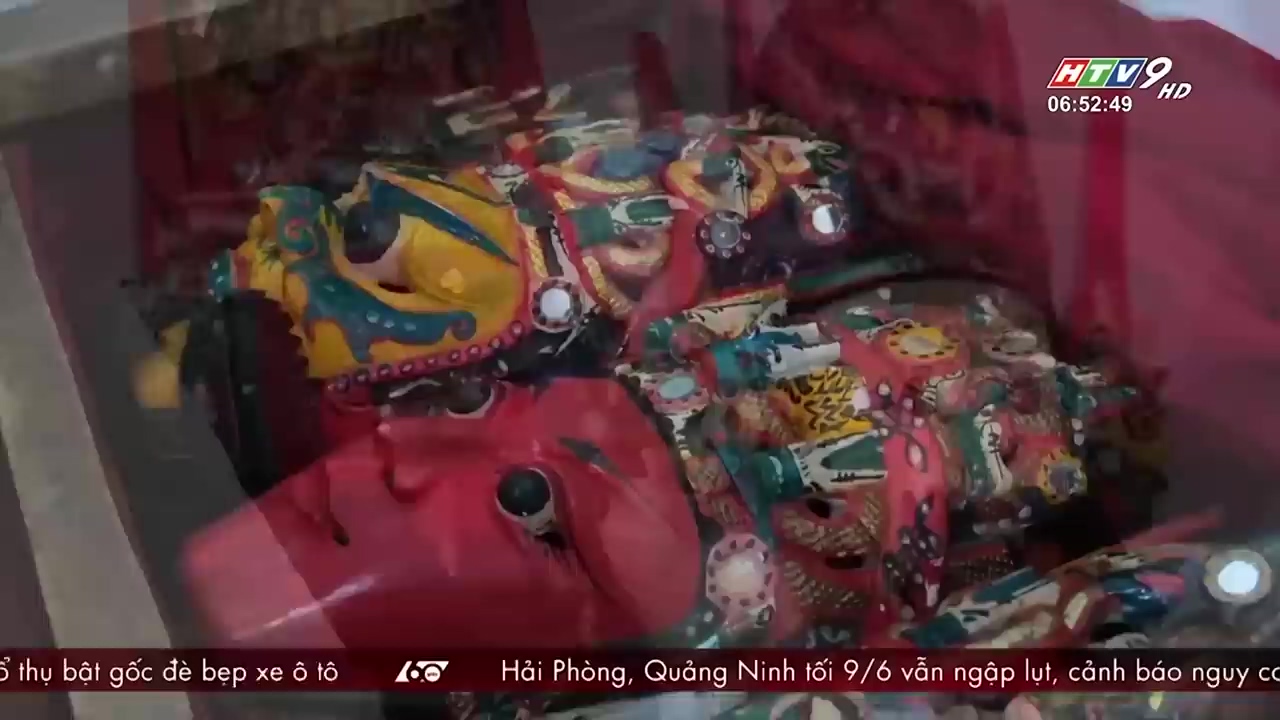 HTV9 HD
06:52:49
ổ thụ bật gốc đè bẹp xe ô tô 60 Hải Phòng, Quảng Ninh tối 9/6 vẫn ngập lụt, cảnh báo nguy